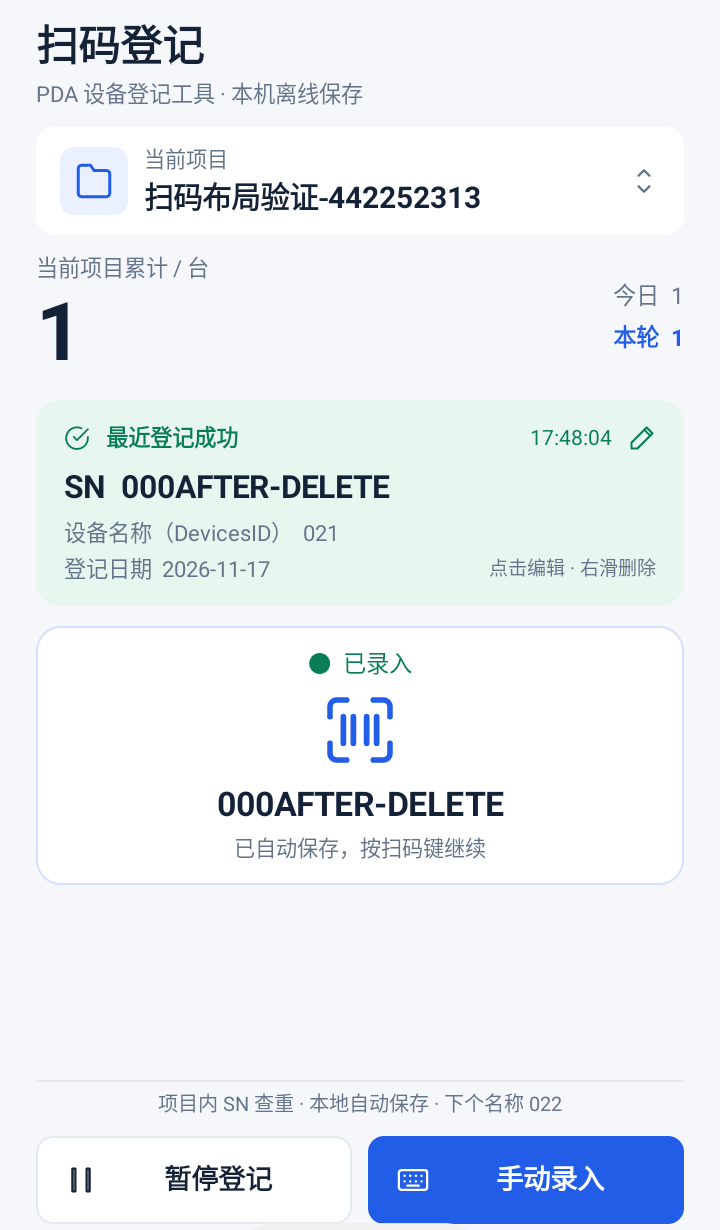 扫码登记
PDA 设备登记工具 · 本机离线保存
当前项目
扫码布局验证-442252313
当前项目累计 / 台
1
今日 1
本轮 1
最近登记成功 17:48:04
SN 000AFTER-DELETE
设备名称（DevicesID） 021
登记日期 2026-11-17 点击编辑 · 右滑删除
已录入
000AFTER-DELETE
已自动保存，按扫码键继续
项目内 SN 查重 · 本地自动保存 · 下个名称 022
暂停登记 手动录入